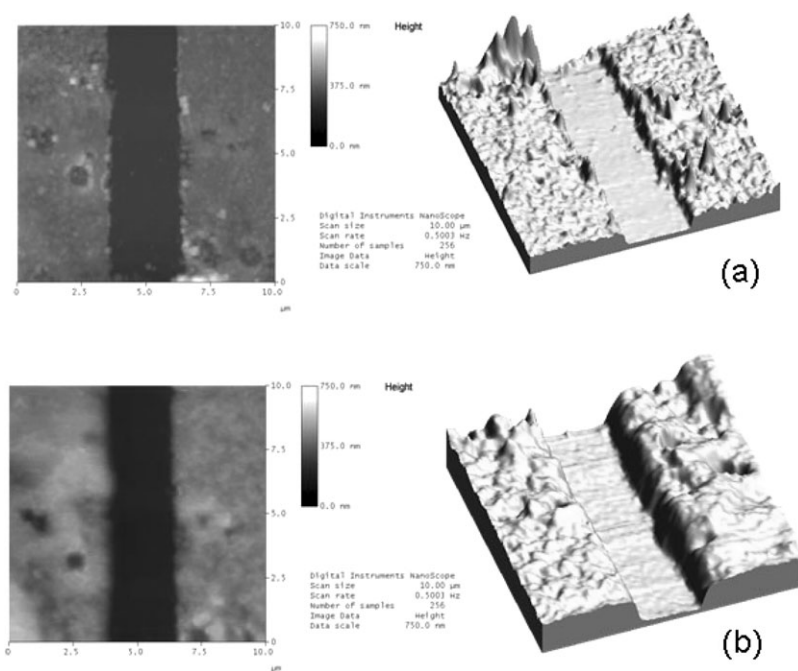 10.0
7.5
5.0
2.5
0
0 2.5 5.0 7.5 10.0
µm
750.0 nm
375.0 nm
0.0 nm
Height
Digital Instruments NanoScope
Scan size 10.00 µm
Scan rate 0.5003 Hz
Number of samples 256
Image Data Height
Data scale 750.0 nm
(a)
10.0
7.5
5.0
2.5
0
0 2.5 5.0 7.5 10.0
µm
750.0 nm
375.0 nm
0.0 nm
Height
Digital Instruments NanoScope
Scan size 10.00 µm
Scan rate 0.5003 Hz
Number of samples 256
Image Data Height
Data scale 750.0 nm
(b)